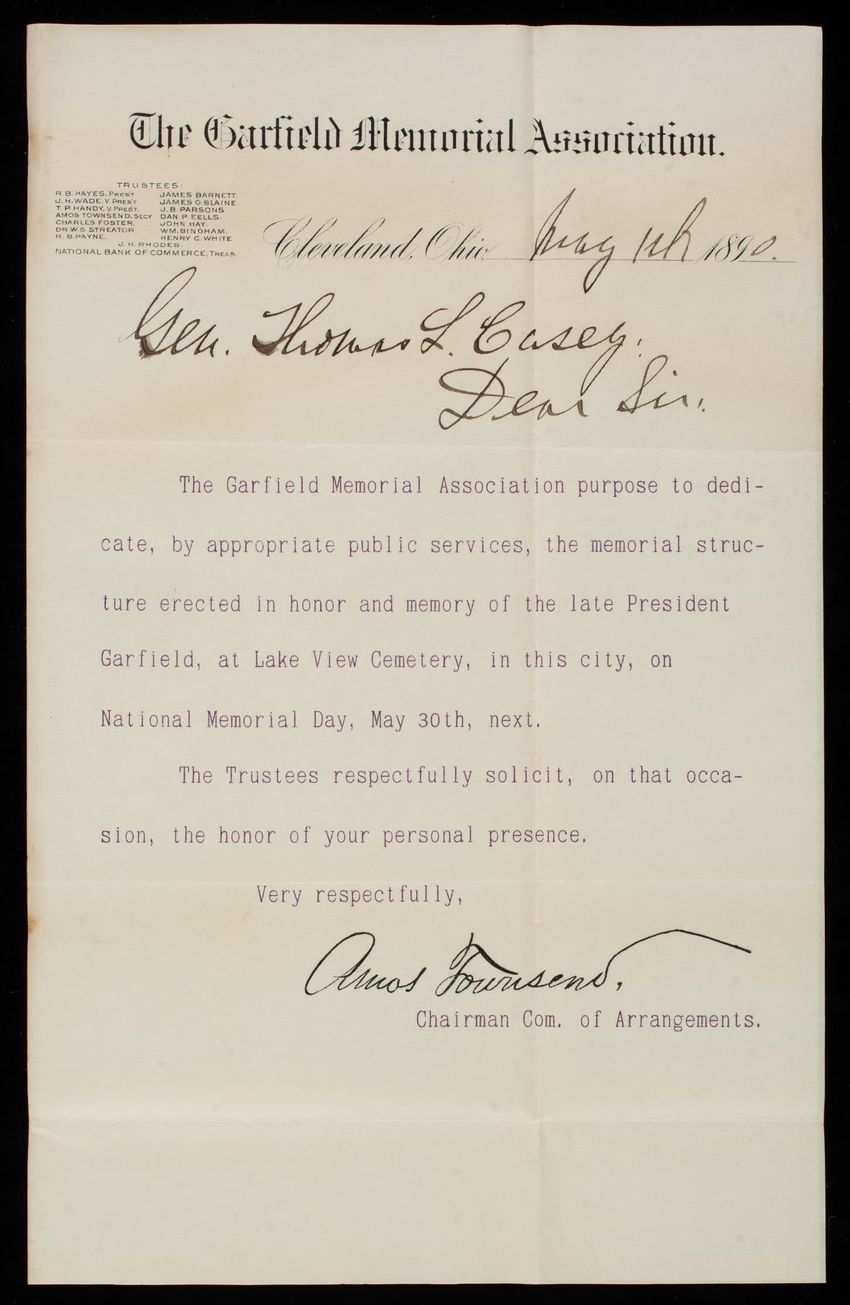 The Garfield Memorial Association.
TRUSTEES:
R. B. HAYES, PREST. JAMES BARNETT.
J. H. WADE, V. PREST. JAMES G. BLAINE
T. P. HANDY, V. PREST. J. B. PARSONS.
AMOS TOWNSEND, SECY DAN P. EELLS.
CHARLES FOSTER. JOHN HAY.
DR. W. S. STREATOR. WM. BINGHAM.
H. B. PAYNE. HENRY C. WHITE
J. H. RHODES.
NATIONAL BANK OF COMMERCE, TREAS.
Cleveland, Ohio, May 1890.
Gen. Thomas L. Casey.
Dear Sir.
The Garfield Memorial Association purpose to dedi-
cate, by appropriate public services, the memorial struc-
ture erected in honor and memory of the late President
Garfield, at Lake View Cemetery, in this city, on
National Memorial Day, May 30th, next.
The Trustees respectfully solicit, on that occa-
sion, the honor of your personal presence.
Very respectfully,
Amos Townsend.
Chairman Com. of Arrangements.